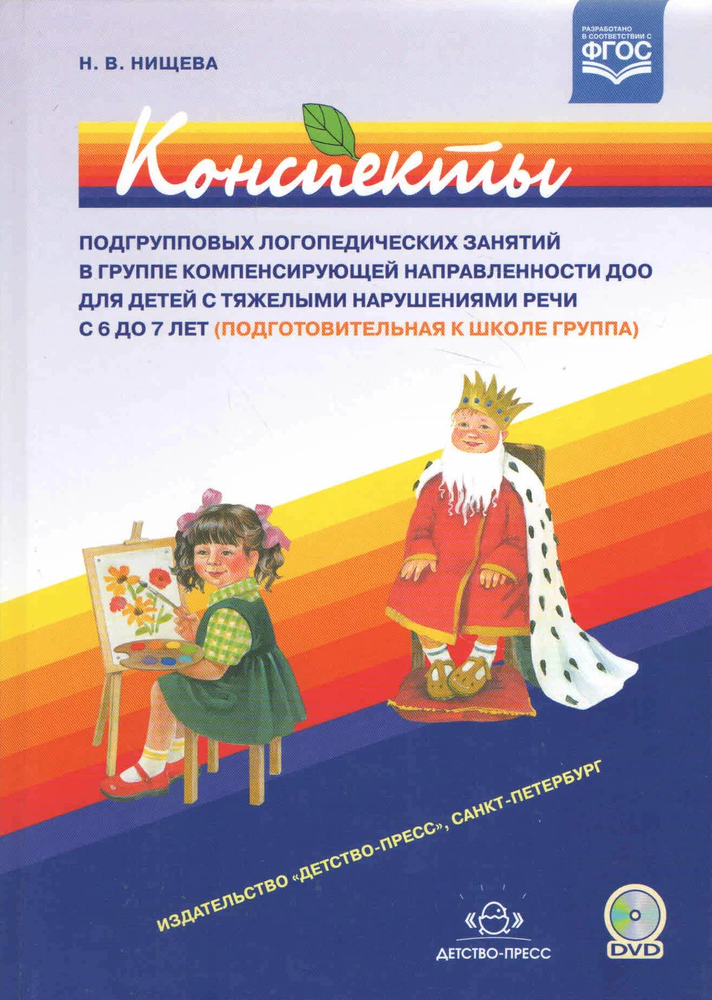 РАЗРАБОТАНО
В СООТВЕТСТВИИ С
ФГОС
Н. В. НИЩЕВА
Конспекты
ПОДГРУППОВЫХ ЛОГОПЕДИЧЕСКИХ ЗАНЯТИЙ
В ГРУППЕ КОМПЕНСИРУЮЩЕЙ НАПРАВЛЕННОСТИ ДОО
ДЛЯ ДЕТЕЙ С ТЯЖЕЛЫМИ НАРУШЕНИЯМИ РЕЧИ
С 6 ДО 7 ЛЕТ (ПОДГОТОВИТЕЛЬНАЯ К ШКОЛЕ ГРУППА)
ИЗДАТЕЛЬСТВО «ДЕТСТВО-ПРЕСС», САНКТ-ПЕТЕРБУРГ
ДЕТСТВО-ПРЕСС
DVD